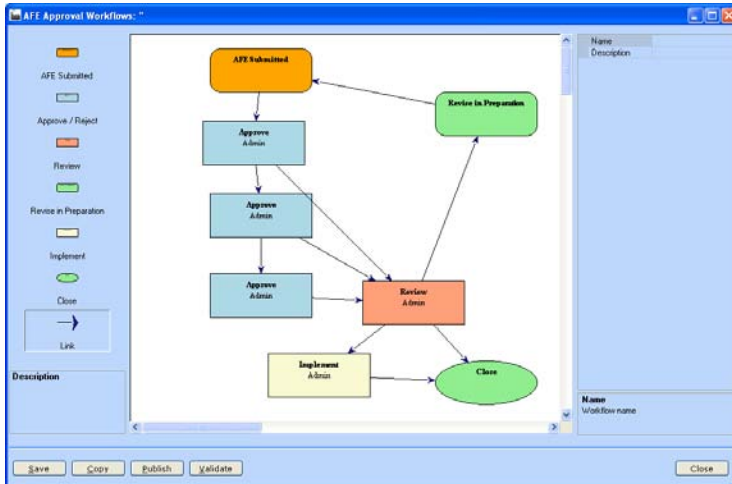 AFE Approval Workflows: "
AFE Submitted
Approve / Reject
Review
Revise in Preparation
Implement
Close
Link
Description
AFE Submitted
Revise in Preparation
Approve
Admin
Approve
Admin
Approve
Admin
Review
Admin
Implement
Admin
Close
Name
Description
Name
Workflow name
Save
Copy
Publish
Validate
Close